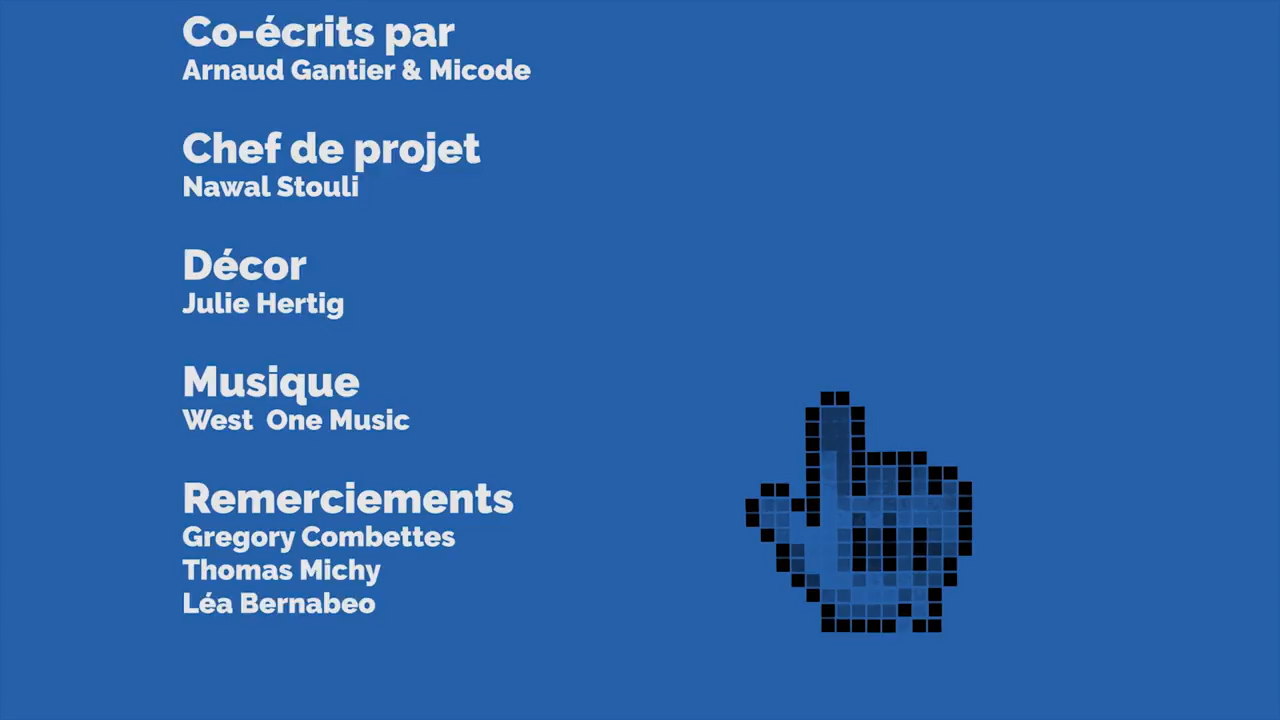 Co-écrits par
Arnaud Gantier & Micode
Chef de projet
Nawal Stouli
Décor
Julie Hertig
Musique
West  One Music
Remerciements
Gregory Combettes
Thomas Michy
Léa Bernabeo